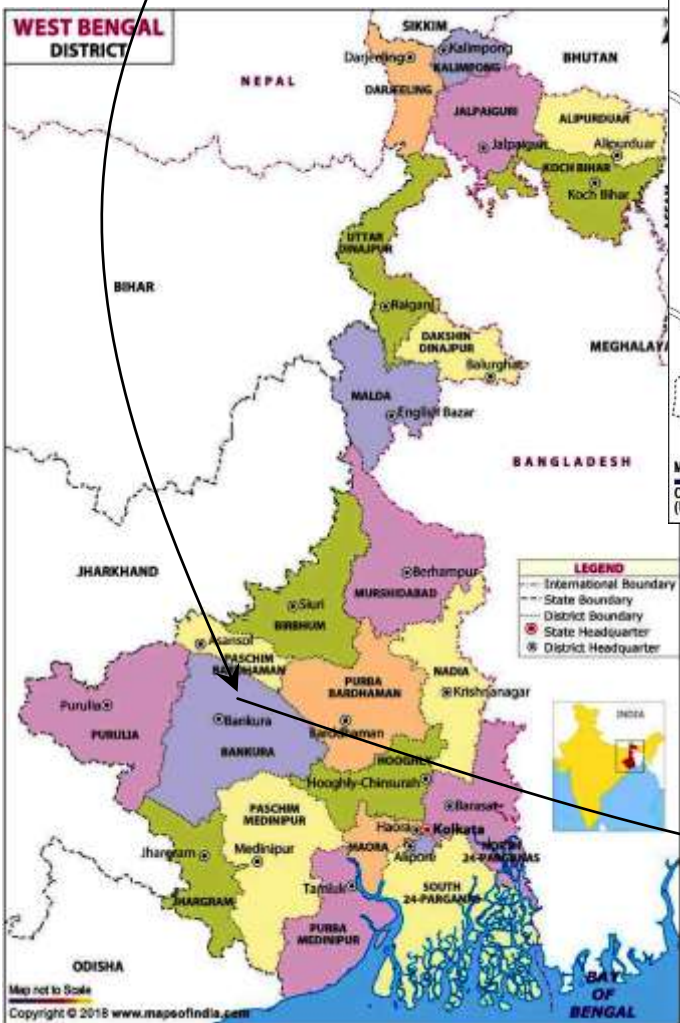 WEST BENGAL
DISTRICT
SIKKIM
Kalimpong
KALIMPONG
Darjeeling
DARJEELING
BHUTAN
NEPAL
JALPAIGURI
Jalpaiguri
ALIPURDUAR
Alipurduar
KOCH BIHAR
Koch Bihar
UTTAR
DINAJPUR
BIHAR
Raiganj
DAKSHIN
DINAJPUR
Balurghat
MEGHALAYA
MALDA
English Bazar
BANGLADESH
JHARKHAND
Berhampur
MURSHIDABAD
Siuri
BIRBHUM
LEGEND
International Boundary
State Boundary
District Boundary
State Headquarter
District Headquarter
Asansol
PASCHIM
BARDHAMAN
PURBA
BARDHAMAN
NADIA
Krishnanagar
Purulia
PURULIA
Bankura
BANKURA
Barddhaman
INDIA
HOOGHLY
Hooghly-Chinsurah
PASCHIM
MEDINIPUR
Barasat
Haora
Kolkata
HAORA
Alipore
NORTH
24-PARGANAS
Jhargram
JHARGRAM
Medinipur
Tamluk
SOUTH
24-PARGANAS
PURBA
MEDINIPUR
ODISHA
BAY
OF
BENGAL
Map not to Scale
Copyright © 2018 www.mapsofindia.com